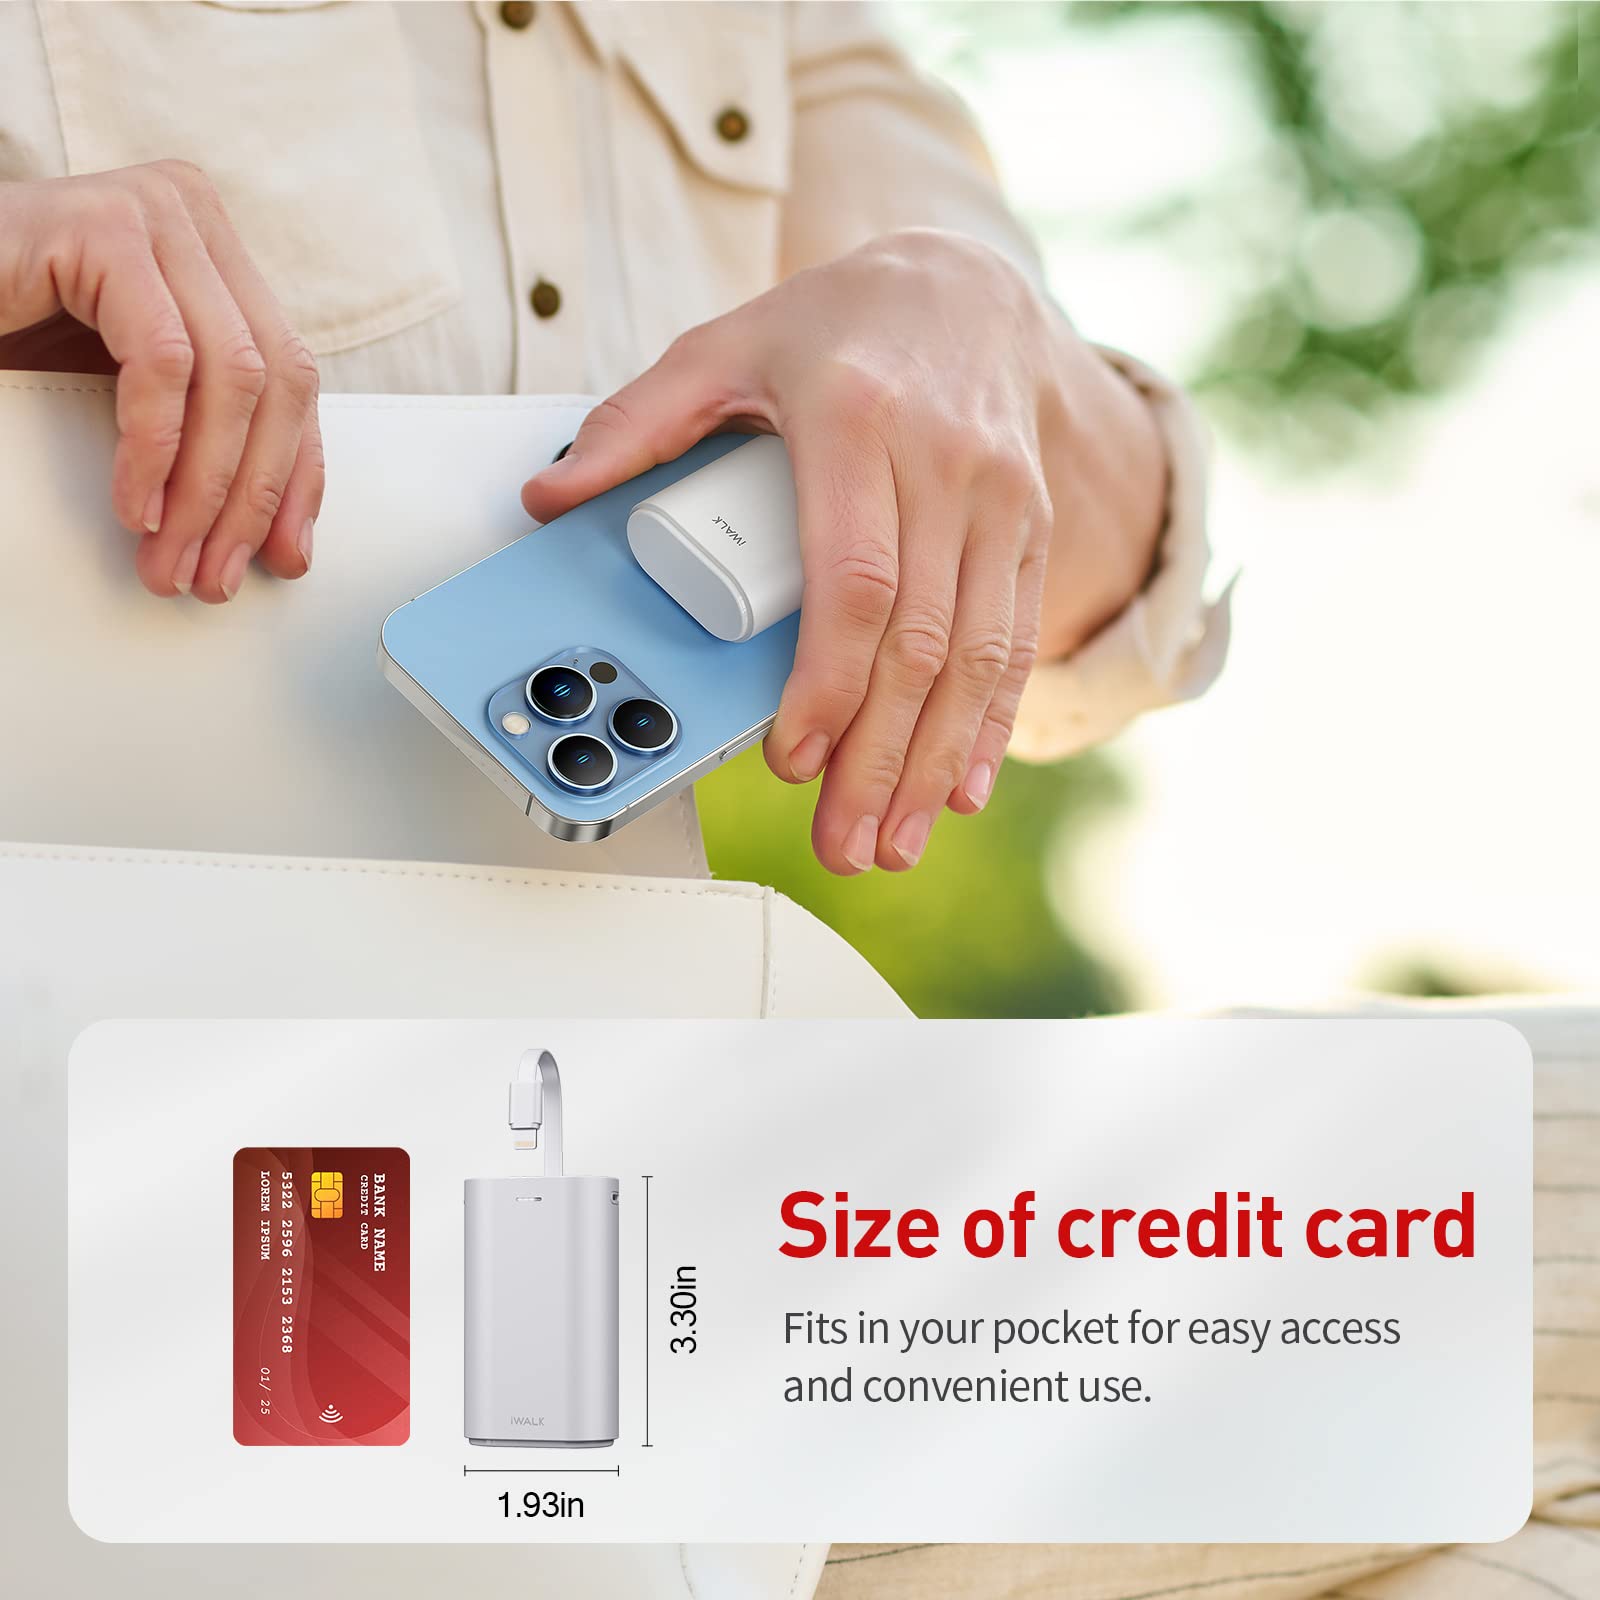 iWALK
BANK NAME
CREDIT CARD
5322 2596 2153 2368
LOREM IPSUM
01/ 25
iWALK
3.30in
1.93in
Size of credit card
Fits in your pocket for easy access
and convenient use.